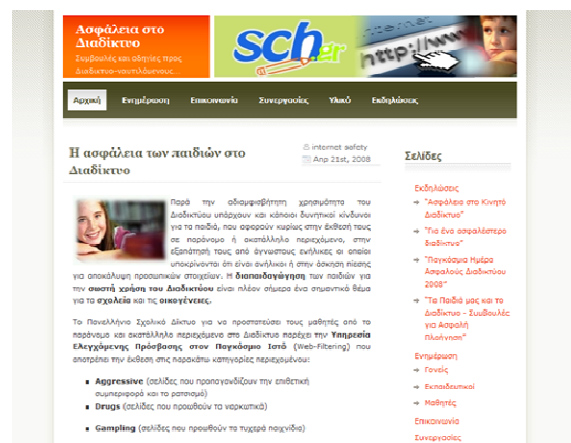 Ασφάλεια στο
Διαδίκτυο
Συμβουλές και οδηγίες προς
Διαδικτυο-ναυτιλόμενους...
sch.gr
internet
http://www
Αρχική Ενημέρωση Επικοινωνία Συνεργασίες Υλικό Εκδηλώσεις
Η ασφάλεια των παιδιών στο
Διαδίκτυο
internet safety
Απρ 21st, 2008
Παρά την αδιαμφισβήτητη χρησιμότητα του
Διαδικτύου υπάρχουν και κάποιοι δυνητικοί κίνδυνοι
για τα παιδιά, που αφορούν κυρίως στην έκθεσή τους
σε παράνομο ή ακατάλληλο περιεχόμενο, στην
εξαπάτησή τους από άγνωστους ενήλικες οι οποίοι
υποκρίνονται ότι είναι ανήλικοι ή στην άσκηση πίεσης
για αποκάλυψη προσωπικών στοιχείων. Η διαπαιδαγώγηση των παιδιών για
την σωστή χρήση του Διαδικτύου είναι πλέον σήμερα ένα σημαντικό θέμα
για τα σχολεία και τις οικογένειες.
Το Πανελλήνιο Σχολικό Δίκτυο για να προστατεύσει τους μαθητές από το
παράνομο και ακατάλληλο περιεχόμενο στο Διαδίκτυο παρέχει την Υπηρεσία
Ελεγχόμενης Πρόσβασης στον Παγκόσμιο Ιστό (Web-Filtering) που
αποτρέπει την έκθεση στις παρακάτω κατηγορίες περιεχομένου:
Aggressive (σελίδες που προπαγανδίζουν την επιθετική
συμπεριφορά και το ρατσισμό)
Drugs (σελίδες που προωθούν τα ναρκωτικά)
Gampling (σελίδες που προωθούν τα τυχερά παιχνίδια)
Σελίδες
Εκδηλώσεις
"Ασφάλεια στο Κινητό
Διαδίκτυο"
"Για ένα ασφαλέστερο
διαδίκτυο"
"Παγκόσμια Ημέρα
Ασφαλούς Διαδικτύου
2008"
"Τα Παιδιά μας και το
Διαδίκτυο - Συμβουλές
για Ασφαλή
Πλοήγηση"
Ενημέρωση
Γονείς
Εκπαιδευτικοί
Μαθητές
Επικοινωνία
Συνεργασίες